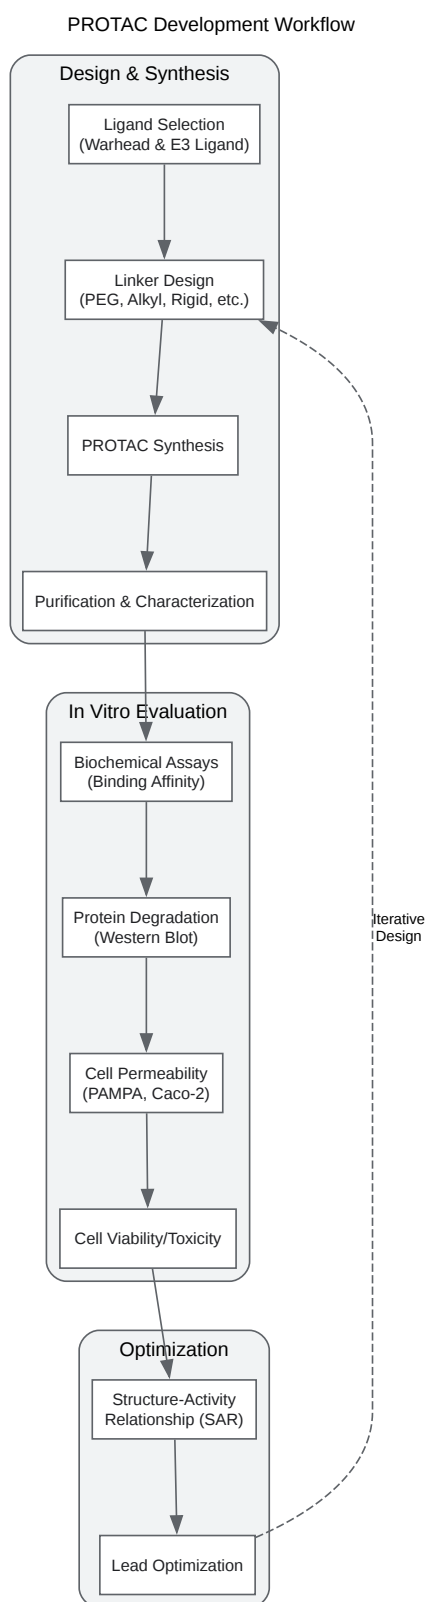 PROTAC Development Workflow
Design & Synthesis
Ligand Selection
(Warhead & E3 Ligand)
Linker Design
(PEG, Alkyl, Rigid, etc.)
PROTAC Synthesis
Purification & Characterization
In Vitro Evaluation
Biochemical Assays
(Binding Affinity)
Protein Degradation
(Western Blot)
Iterative
Design
Cell Permeability
(PAMPA, Caco-2)
Cell Viability/Toxicity
Optimization
Structure-Activity
Relationship (SAR)
Lead Optimization